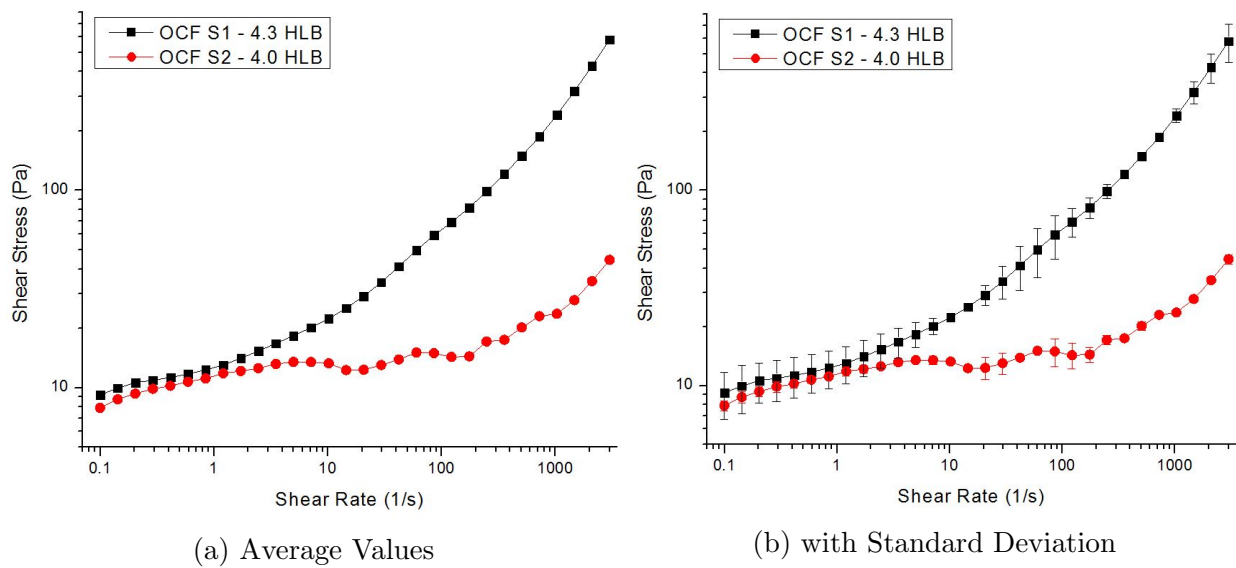 OCF S1 - 4.3 HLB
OCF S2 - 4.0 HLB
Shear Stress (Pa)
100
10
0.1 1 10 100 1000
Shear Rate (1/s)
(a) Average Values
OCF S1 - 4.3 HLB
OCF S2 - 4.0 HLB
Shear Stress (Pa)
100
10
0.1 1 10 100 1000
Shear Rate (1/s)
(b) with Standard Deviation